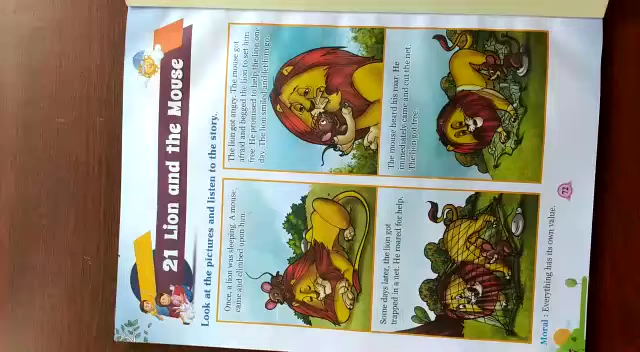 21 Lion and the Mouse
Look at the pictures and listen to the story.
Once, a lion was sleeping. A mouse
came and climbed upon him.
The lion got angry. The mouse got
afraid and begged the lion to set him
free. He promised to help the lion one
day. The lion smiled and let him go.
Some days later, the lion got
trapped in a net. He roared for help.
The mouse heard his roar. He
immediately came and cut the net.
The lion got free.
Moral : Everything has its own value.
72